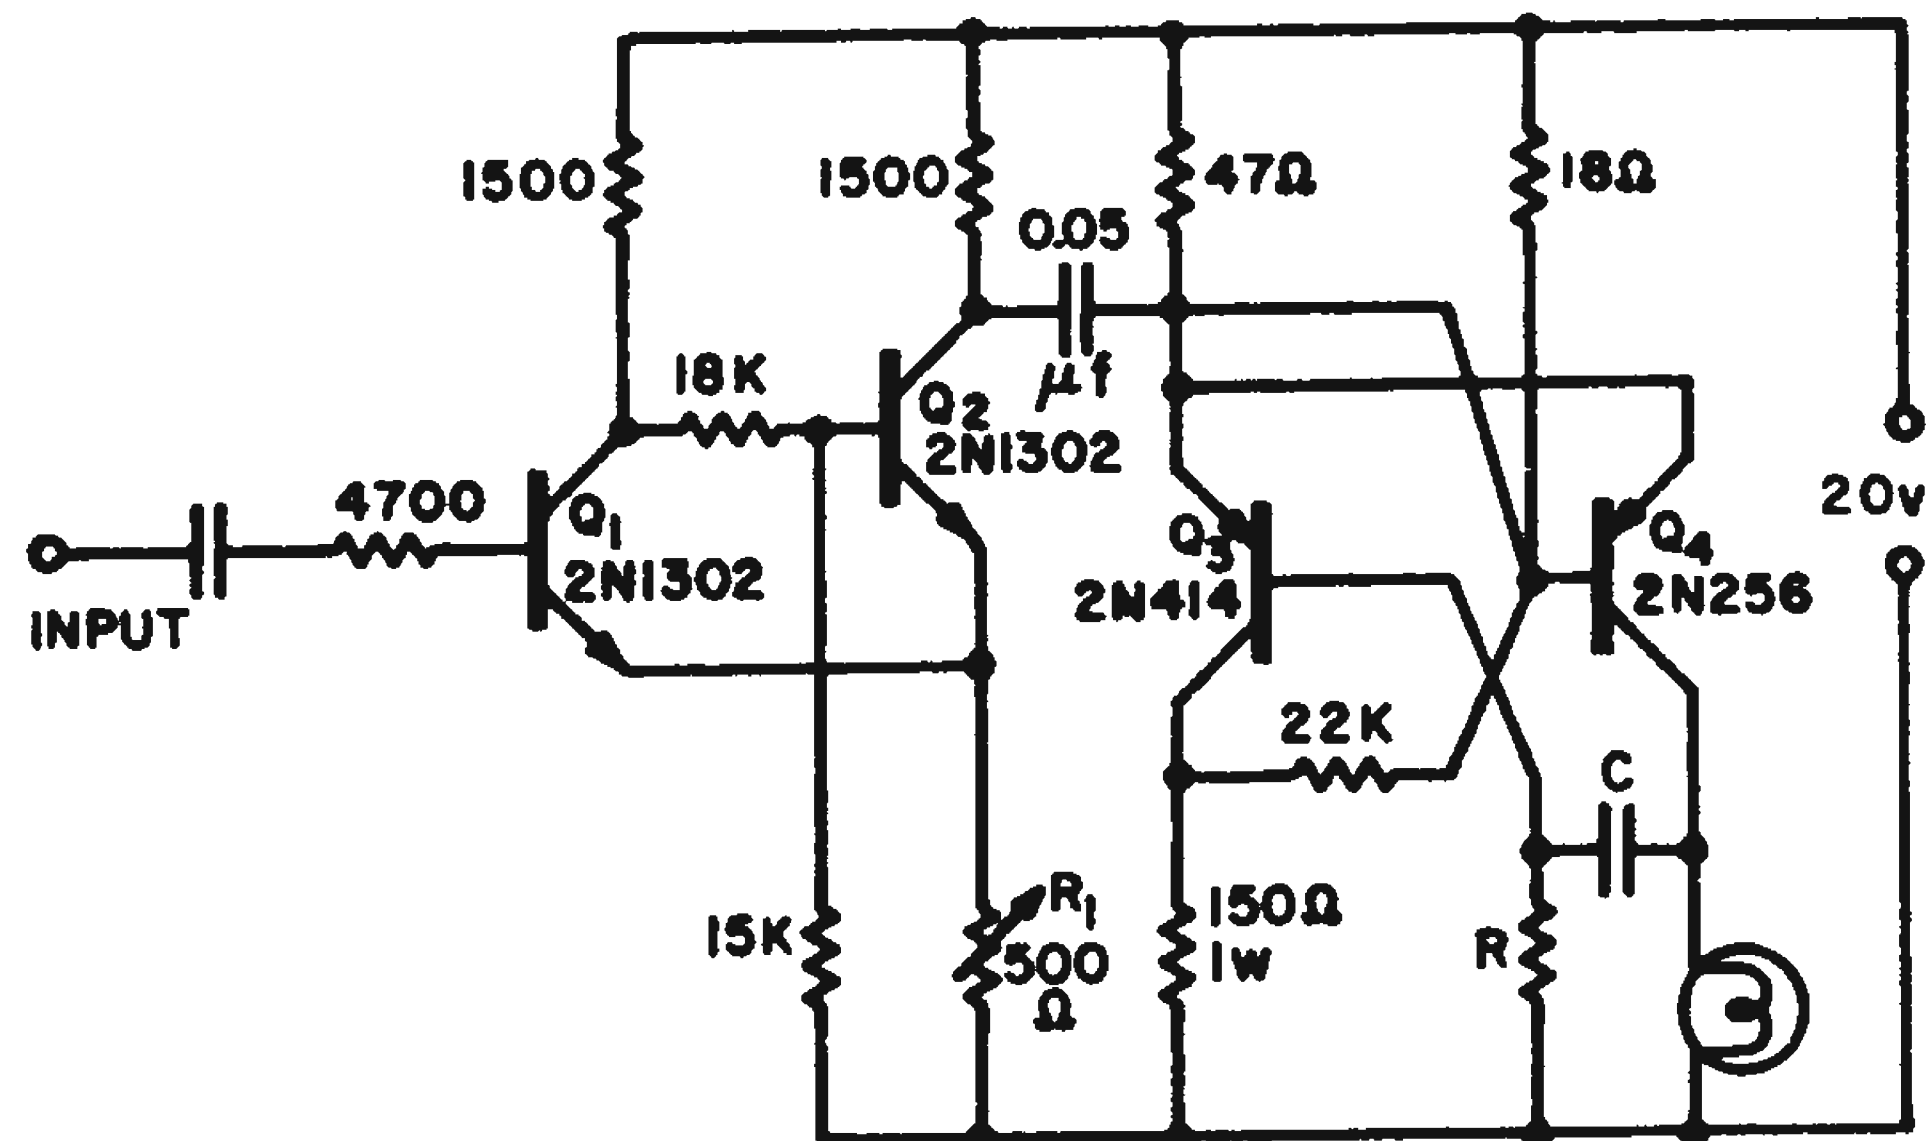 1500
1500
47Ω
18Ω
0.05
μf
18K
Q2
2N1302
4700
Q1
2N1302
INPUT
Q3
2N414
Q4
2N256
20v
22K
C
15K
R1
500
Ω
150Ω
1w
R